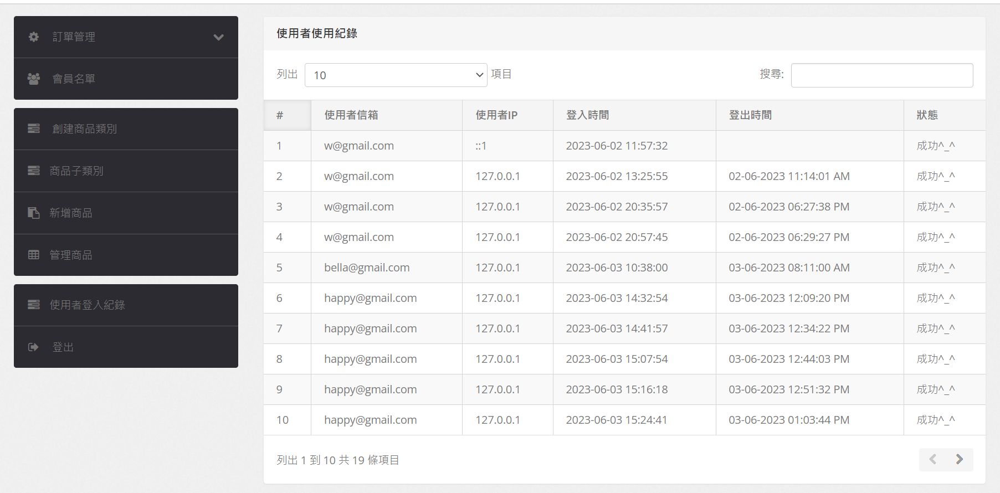 訂單管理
會員名單
創建商品類別
商品子類別
新增商品
管理商品
使用者登入紀錄
登出
使用者使用紀錄
列出 10 項目 搜尋:
# 使用者信箱 使用者IP 登入時間 登出時間 狀態
1 w@gmail.com ::1 2023-06-02 11:57:32 成功^_^
2 w@gmail.com 127.0.0.1 2023-06-02 13:25:55 02-06-2023 11:14:01 AM 成功^_^
3 w@gmail.com 127.0.0.1 2023-06-02 20:35:57 02-06-2023 06:27:38 PM 成功^_^
4 w@gmail.com 127.0.0.1 2023-06-02 20:57:45 02-06-2023 06:29:27 PM 成功^_^
5 bella@gmail.com 127.0.0.1 2023-06-03 10:38:00 03-06-2023 08:11:00 AM 成功^_^
6 happy@gmail.com 127.0.0.1 2023-06-03 14:32:54 03-06-2023 12:09:20 PM 成功^_^
7 happy@gmail.com 127.0.0.1 2023-06-03 14:41:57 03-06-2023 12:34:22 PM 成功^_^
8 happy@gmail.com 127.0.0.1 2023-06-03 15:07:54 03-06-2023 12:44:03 PM 成功^_^
9 happy@gmail.com 127.0.0.1 2023-06-03 15:16:18 03-06-2023 12:51:32 PM 成功^_^
10 happy@gmail.com 127.0.0.1 2023-06-03 15:24:41 03-06-2023 01:03:44 PM 成功^_^
列出 1 到 10 共 19 條項目